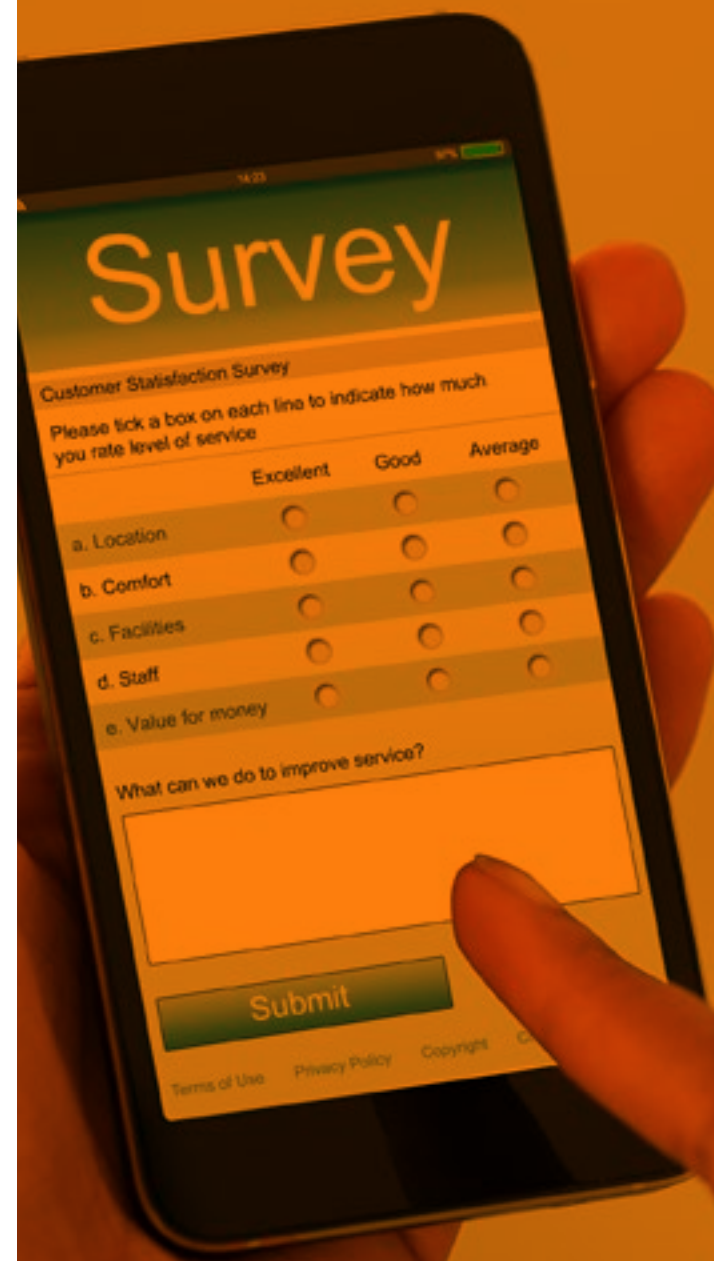 14:23
Survey
Customer Statisfaction Survey
Please tick a box on each line to indicate how much
you rate level of service
Excellent Good Average
a. Location
b. Comfort
c. Facilities
d. Staff
e. Value for money
What can we do to improve service?
Submit
Terms of Use Privacy Policy Copyright